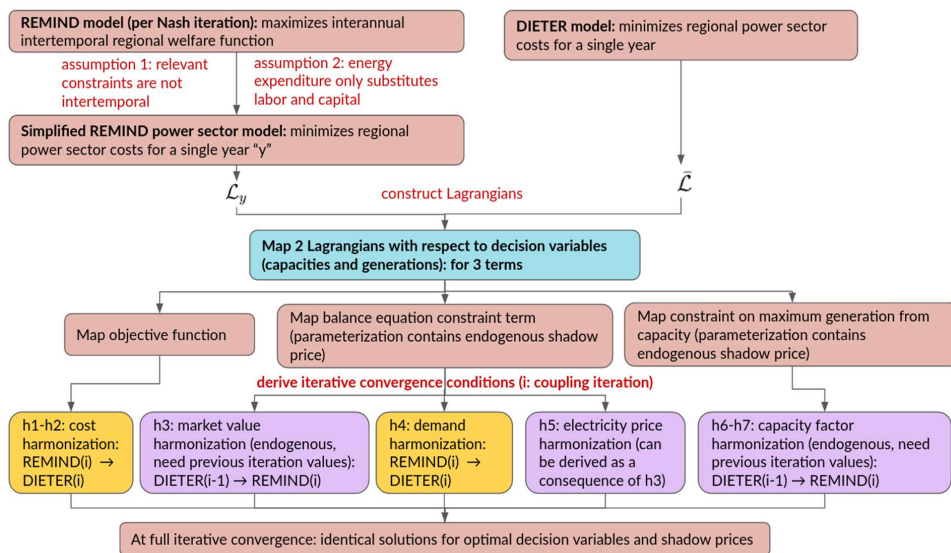 REMIND model (per Nash iteration): maximizes interannual
intertemporal regional welfare function
DIETER model: minimizes regional power sector
costs for a single year
assumption 1: relevant
constraints are not
intertemporal
assumption 2: energy
expenditure only substitutes
labor and capital
Simplified REMIND power sector model: minimizes regional
power sector costs for a single year “y”
ℒy
ℒ̄
construct Lagrangians
Map 2 Lagrangians with respect to decision variables
(capacities and generations): for 3 terms
Map objective function
Map balance equation constraint term
(parameterization contains endogenous shadow
price)
Map constraint on maximum generation from
capacity (parameterization contains
endogenous shadow price)
derive iterative convergence conditions (i: coupling iteration)
h1-h2: cost
harmonization:
REMIND(i) →
DIETER(i)
h3: market value
harmonization (endogenous,
need previous iteration values):
DIETER(i-1) → REMIND(i)
h4: demand
harmonization:
REMIND(i) →
DIETER(i)
h5: electricity price
harmonization (can
be derived as a
consequence of h3)
h6-h7: capacity factor
harmonization (endogenous, need
previous iteration values):
DIETER(i-1) → REMIND(i)
At full iterative convergence: identical solutions for optimal decision variables and shadow prices